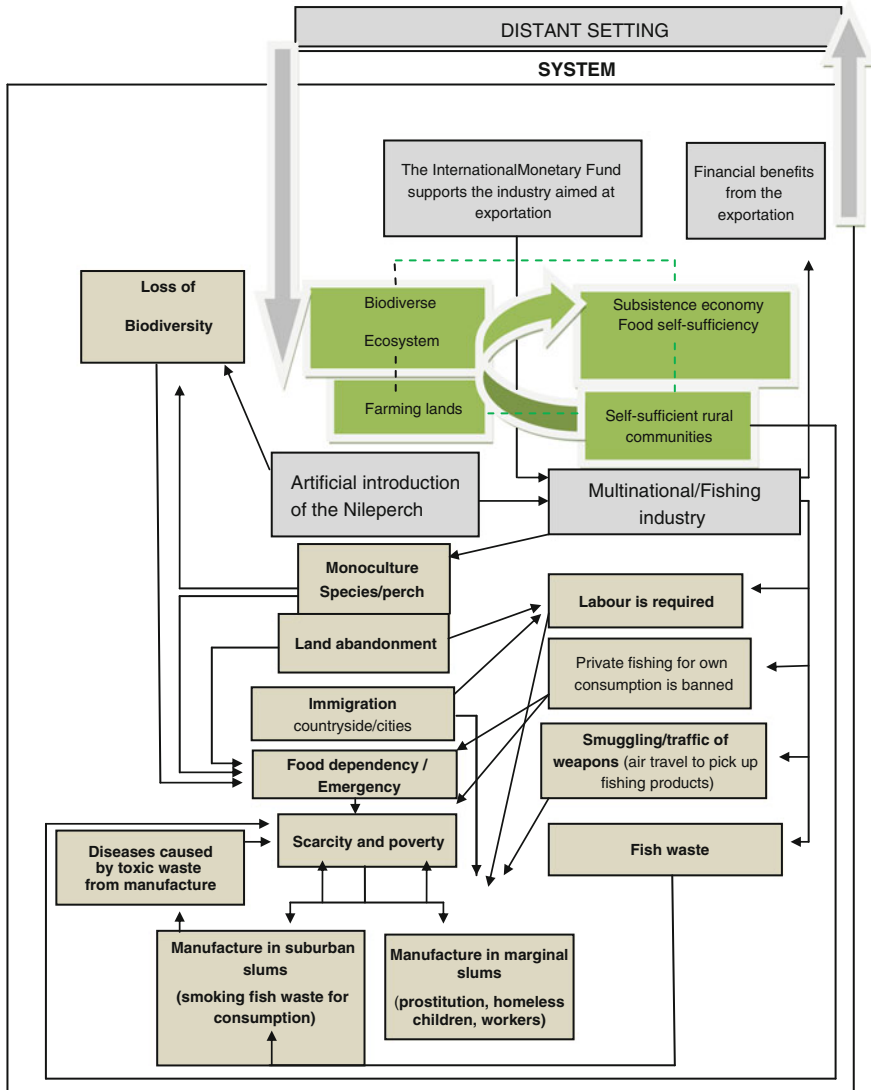 DISTANT SETTING
SYSTEM
The InternationalMonetary Fund
supports the industry aimed at
exportation
Financial benefits
from the
exportation
Loss of
Biodiversity
Biodiverse
Ecosystem
Subsistence economy
Food self-sufficiency
Farming lands
Self-sufficient rural
communities
Artificial introduction
of the Nileperch
Multinational/Fishing
industry
Monoculture
Species/perch
Labour is required
Land abandonment
Private fishing for own
consumption is banned
Immigration
countryside/cities
Smuggling/traffic of
weapons (air travel to pick up
fishing products)
Food dependency /
Emergency
Scarcity and poverty
Fish waste
Diseases caused
by toxic waste
from manufacture
Manufacture in suburban
slums
(smoking fish waste for
consumption)
Manufacture in marginal
slums
(prostitution, homeless
children, workers)